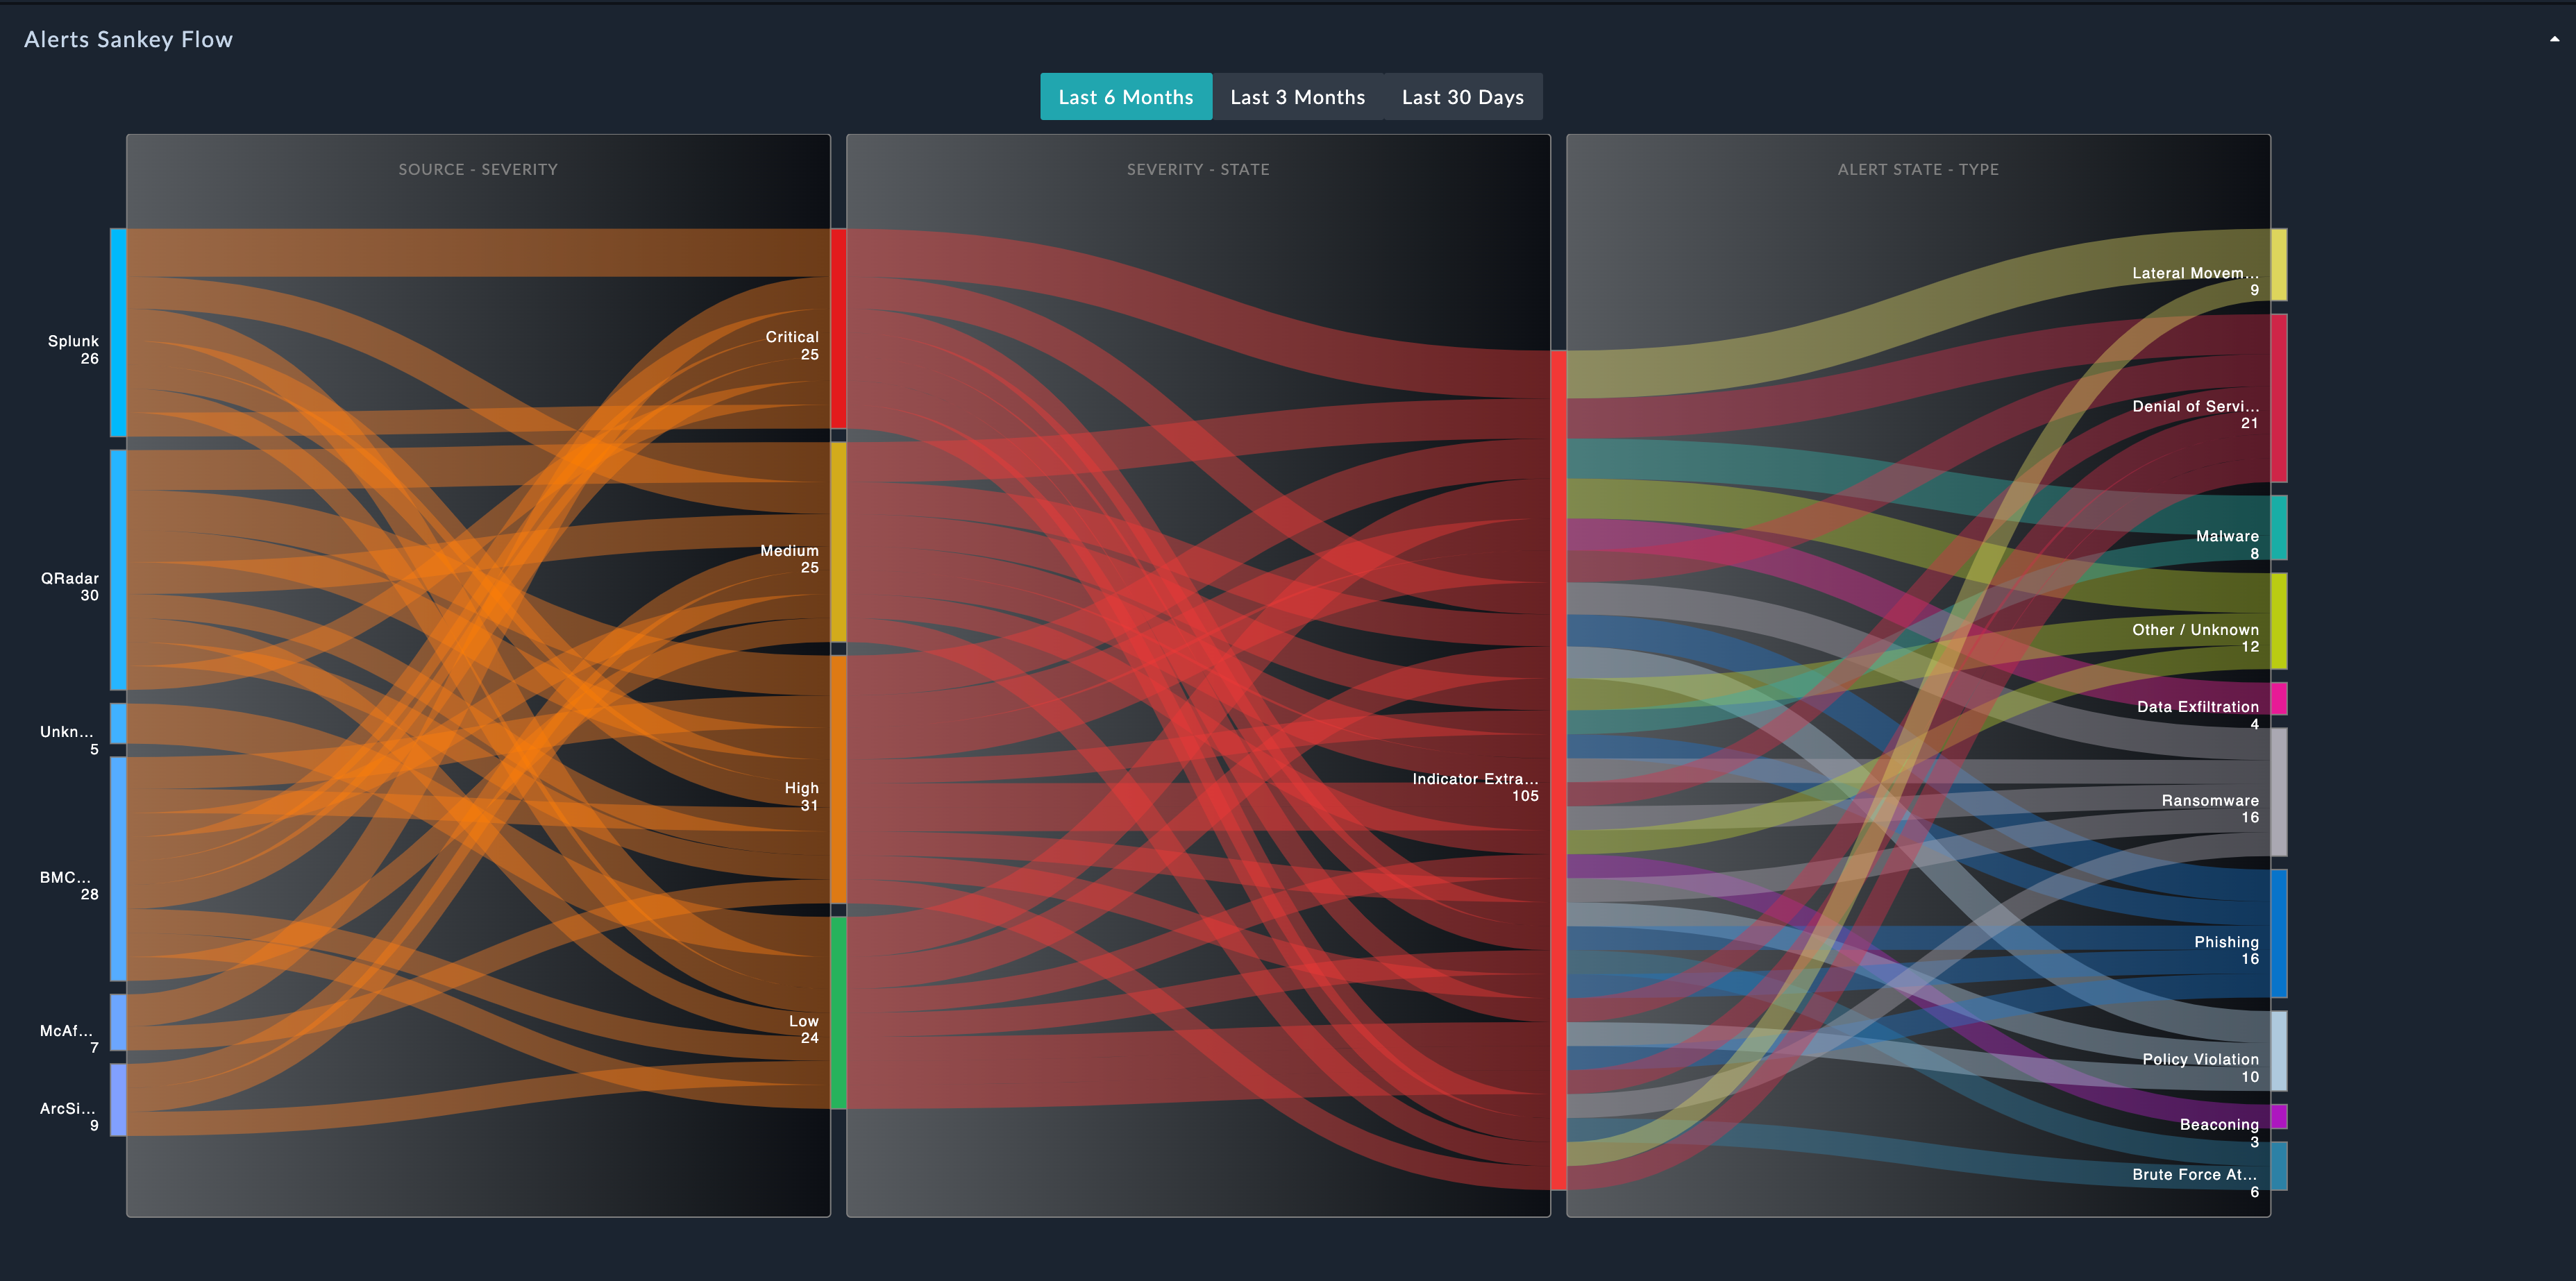 Alerts Sankey Flow
Last 6 Months
Last 3 Months
Last 30 Days
SOURCE - SEVERITY
SEVERITY - STATE
ALERT STATE - TYPE
Splunk
26
QRadar
30
Unkn...
5
BMC...
28
McAf...
7
ArcSi...
9
Critical
25
Medium
25
High
31
Low
24
Indicator Extra...
105
Lateral Movem...
9
Denial of Servi...
21
Malware
8
Other / Unknown
12
Data Exfiltration
4
Ransomware
16
Phishing
16
Policy Violation
10
Beaconing
3
Brute Force At...
6